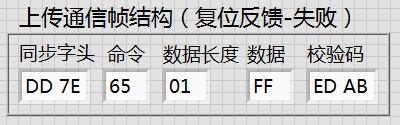 上传通信帧结构（复位反馈-失败）
同步字头 命令 数据长度 数据 校验码
DD 7E 65 01 FF ED AB